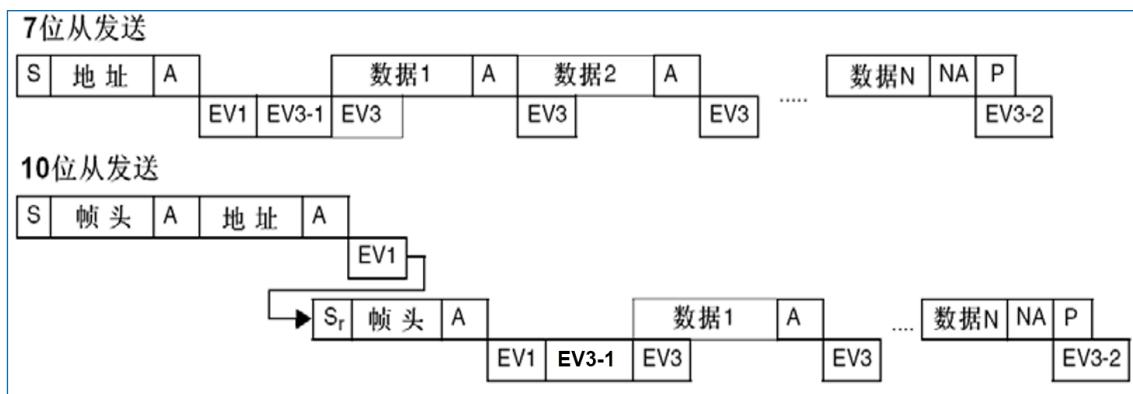 7位从发送
S 地址 A 数据1 A 数据2 A ..... 数据N NA P
EV1 EV3-1 EV3 EV3 EV3 EV3-2
10位从发送
S 帧头 A 地址 A
EV1
Sr 帧头 A 数据1 A .... 数据N NA P
EV1 EV3-1 EV3 EV3 EV3-2